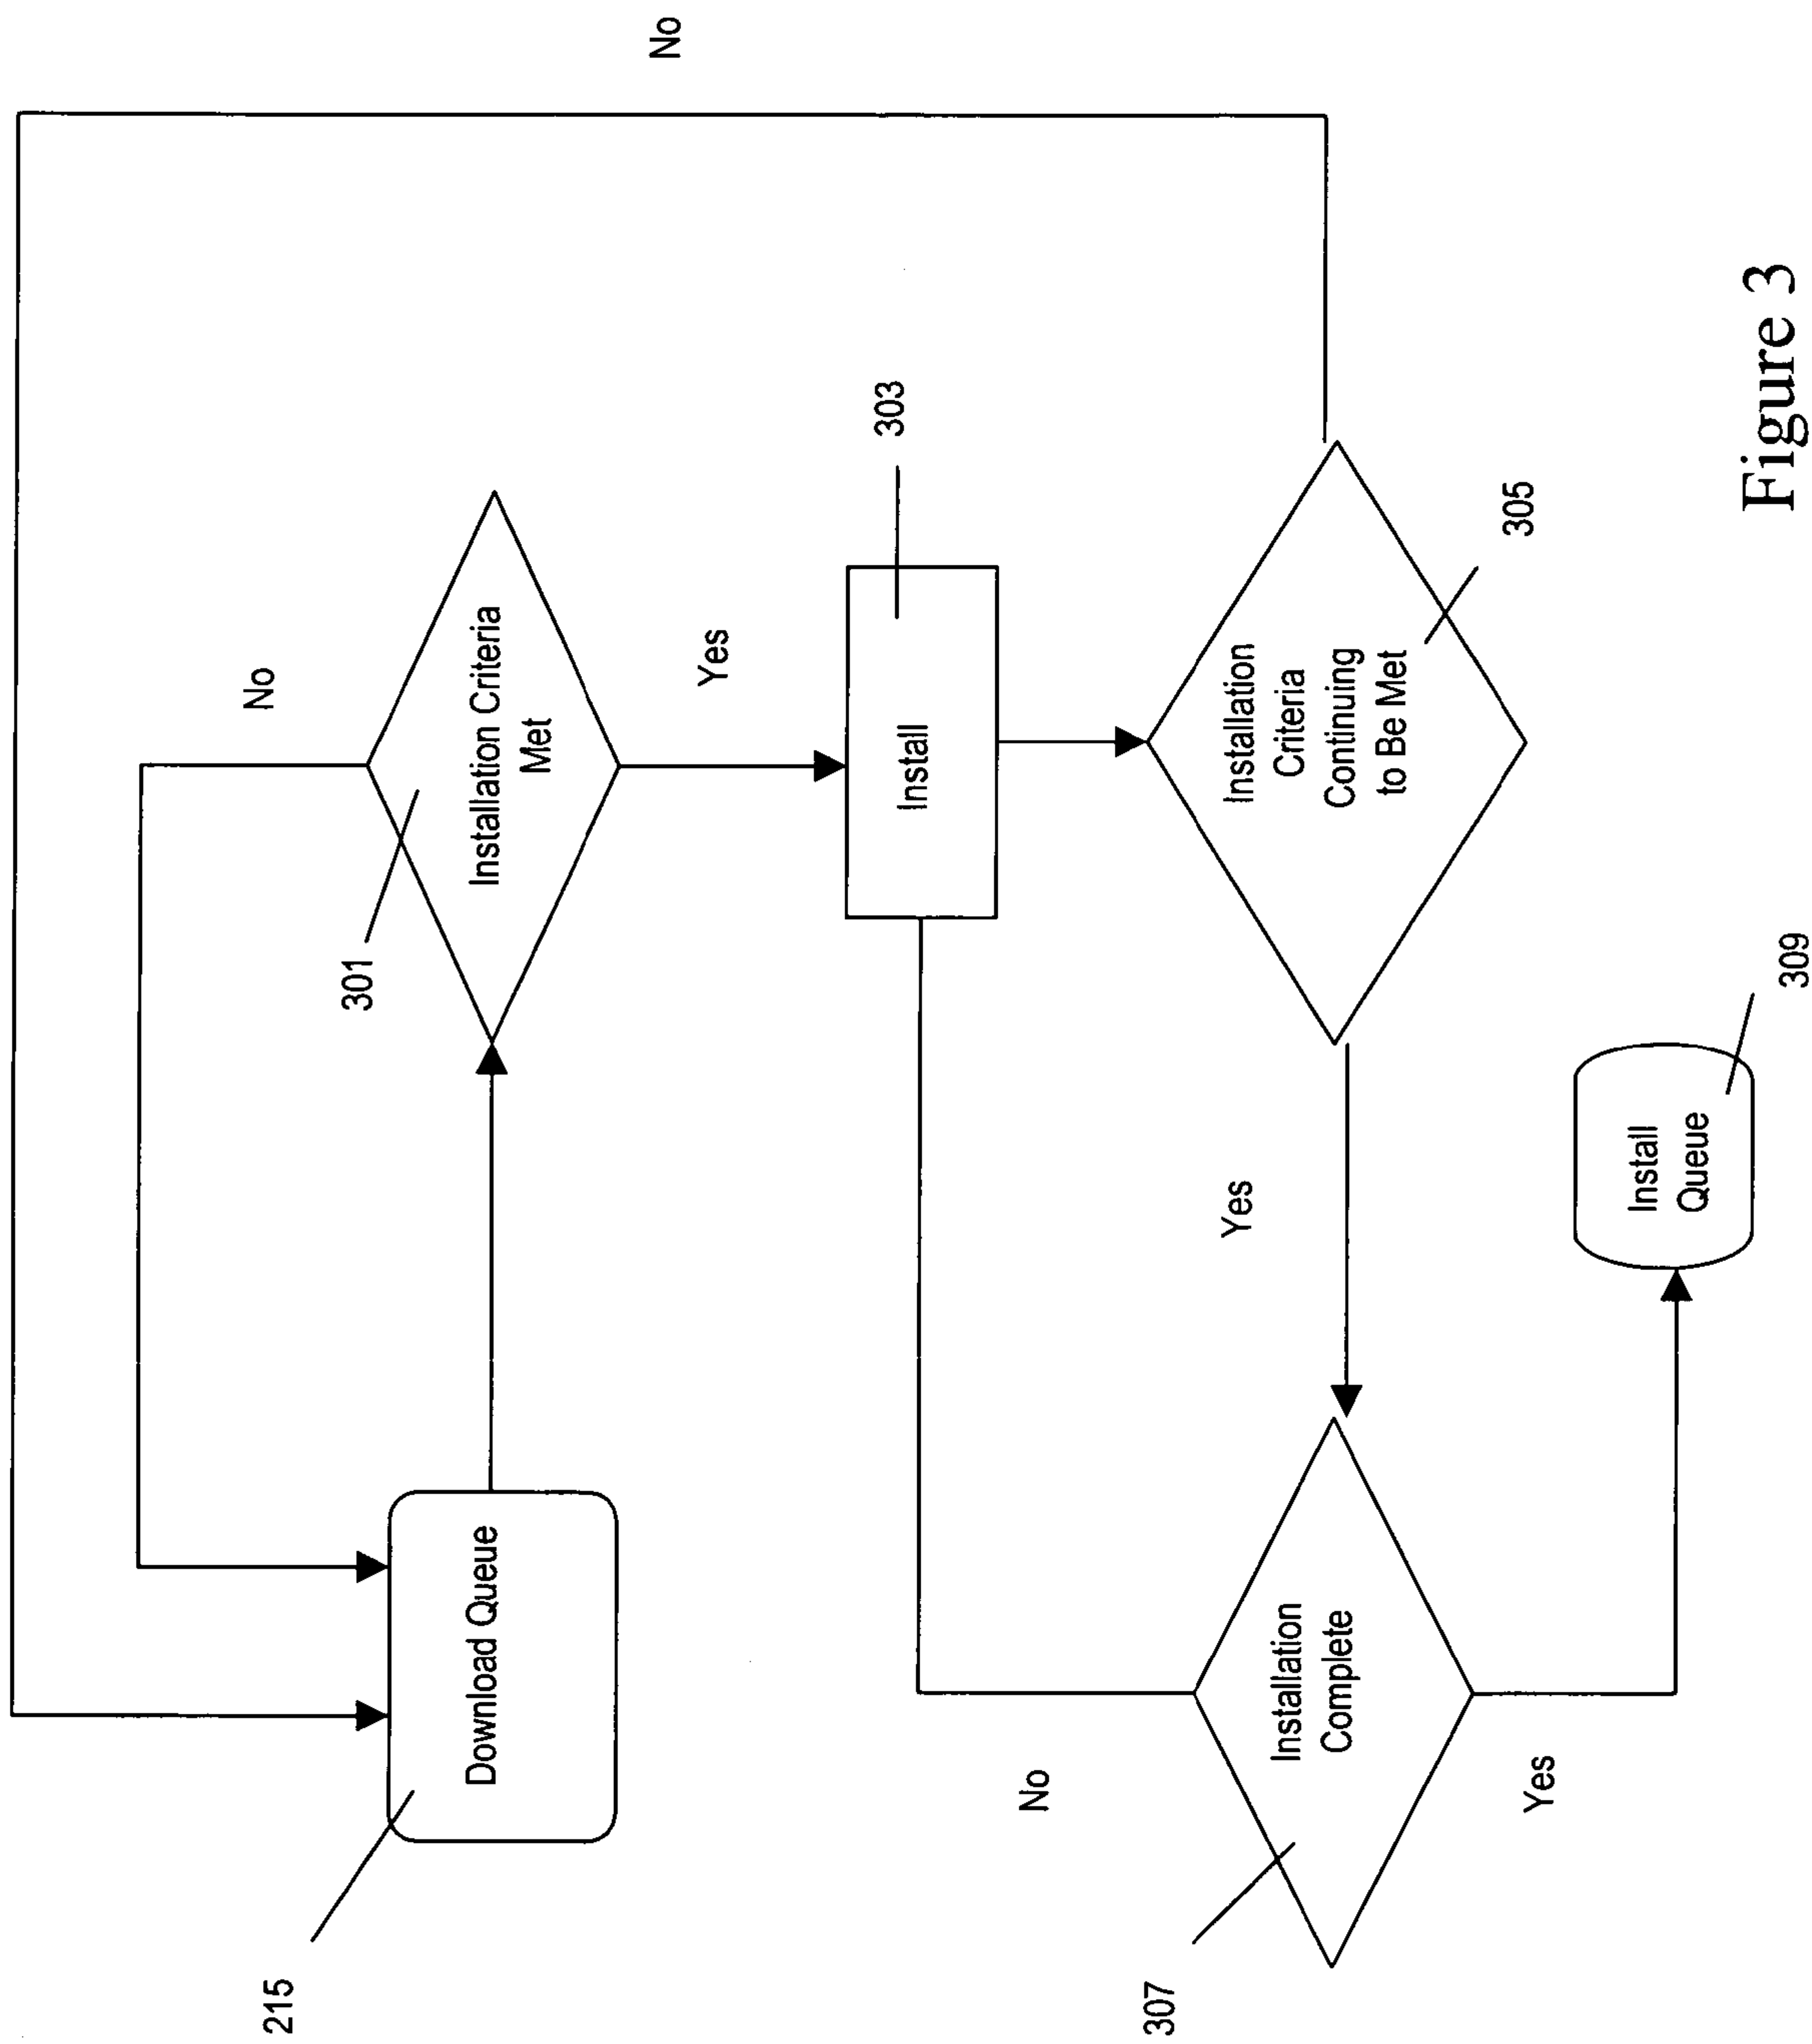 No
No
301
Installation Criteria
Met
215
Download Queue
Yes
303
Install
No
Yes
Installation
Criteria
Continuing
to Be Met
305
307
Installation
Complete
Yes
Install
Queue
309
Figure 3